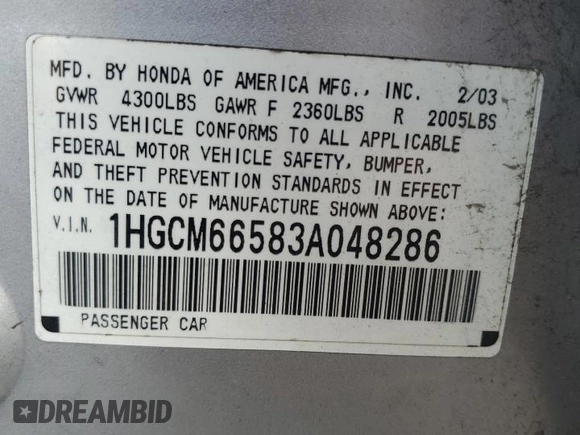 MFD. BY HONDA OF AMERICA MFG., INC. 2/03
GVWR 4300LBS GAWR F 2360LBS R 2005LBS
THIS VEHICLE CONFORMS TO ALL APPLICABLE
FEDERAL MOTOR VEHICLE SAFETY, BUMPER,
AND THEFT PREVENTION STANDARDS IN EFFECT
ON THE DATE OF MANUFACTURE SHOWN ABOVE:
V.I.N. 1HGCM66583A048286
PASSENGER CAR
DREAMBID